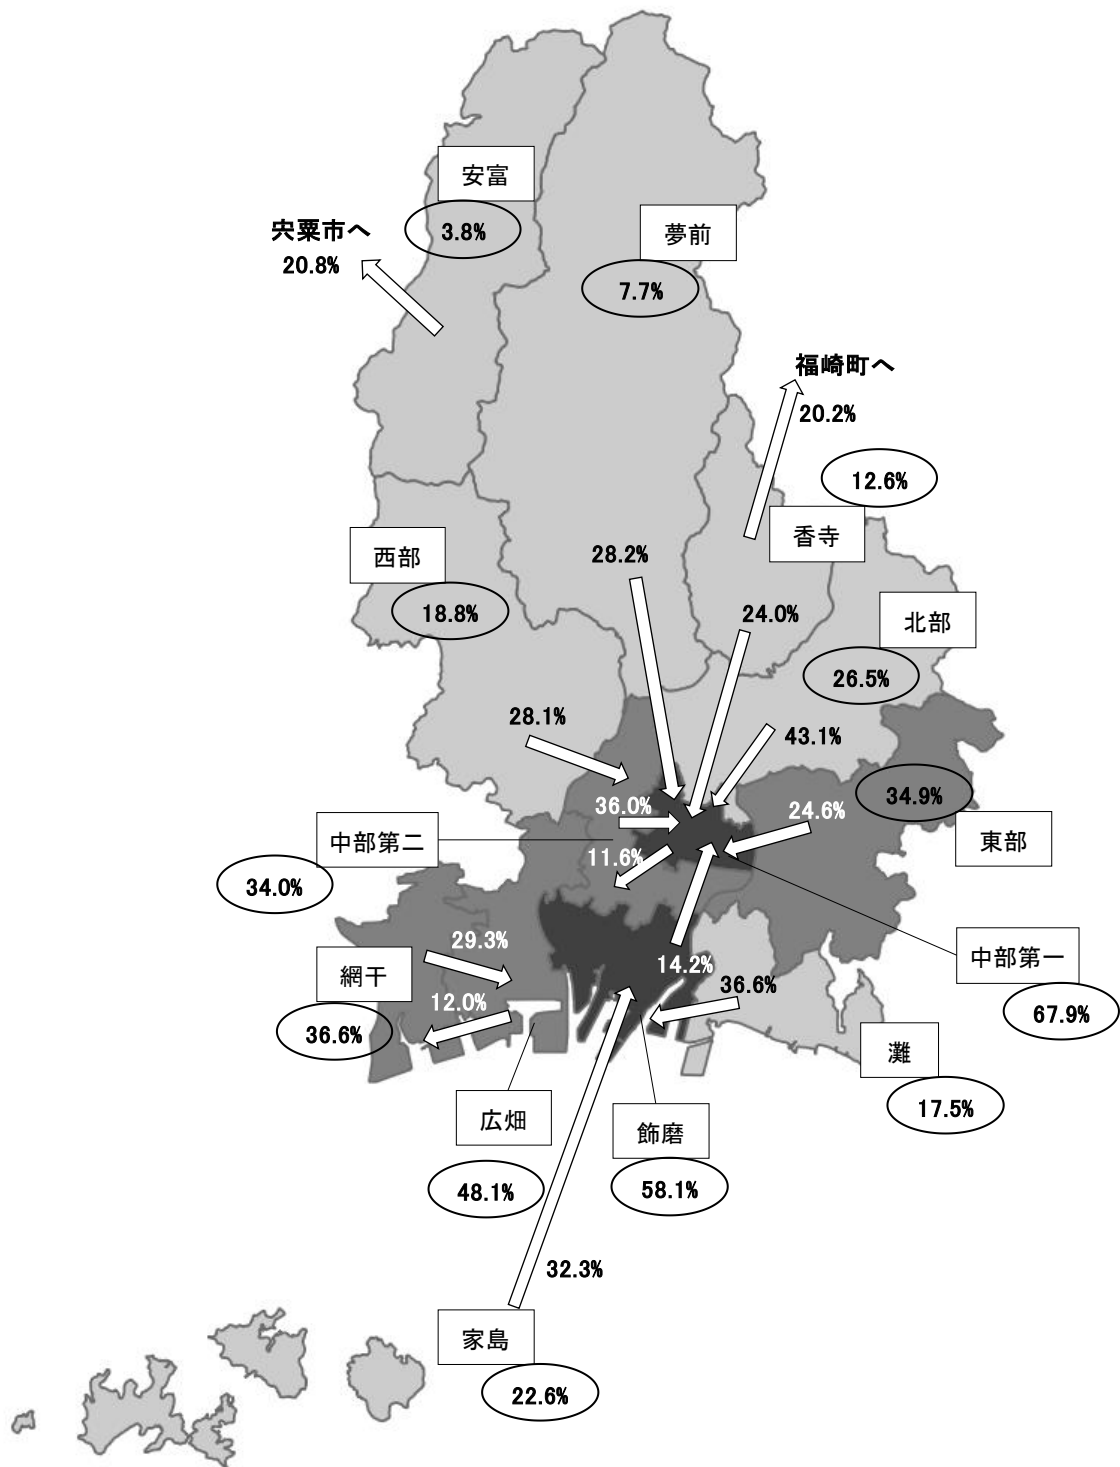 安富
3.8%
宍粟市へ
20.8%
夢前
7.7%
福崎町へ
20.2%
12.6%
香寺
西部
18.8%
28.2%
24.0%
北部
26.5%
28.1%
43.1%
34.9%
36.0%
24.6%
東部
中部第二
11.6%
34.0%
29.3%
14.2%
中部第一
網干
12.0%
36.6%
36.6%
67.9%
灘
17.5%
広畑
飾磨
48.1%
58.1%
32.3%
家島
22.6%